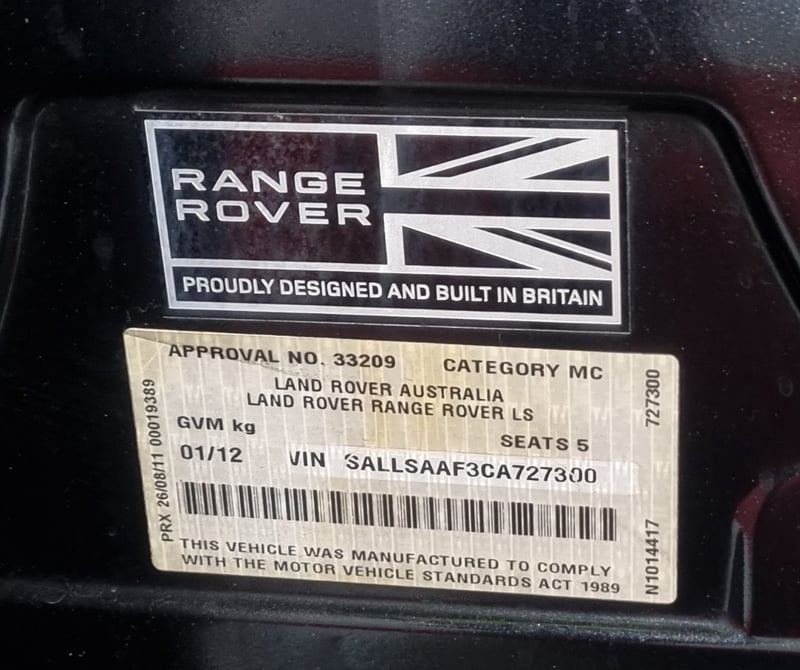 RANGE
ROVER
PROUDLY DESIGNED AND BUILT IN BRITAIN
APPROVAL NO. 33209 CATEGORY MC
LAND ROVER AUSTRALIA
LAND ROVER RANGE ROVER LS
GVM kg SEATS 5
01/12 VIN SALLSAAF3CA727300
THIS VEHICLE WAS MANUFACTURED TO COMPLY
WITH THE MOTOR VEHICLE STANDARDS ACT 1989
PRX 26/08/11 00019389
727300
N1014417